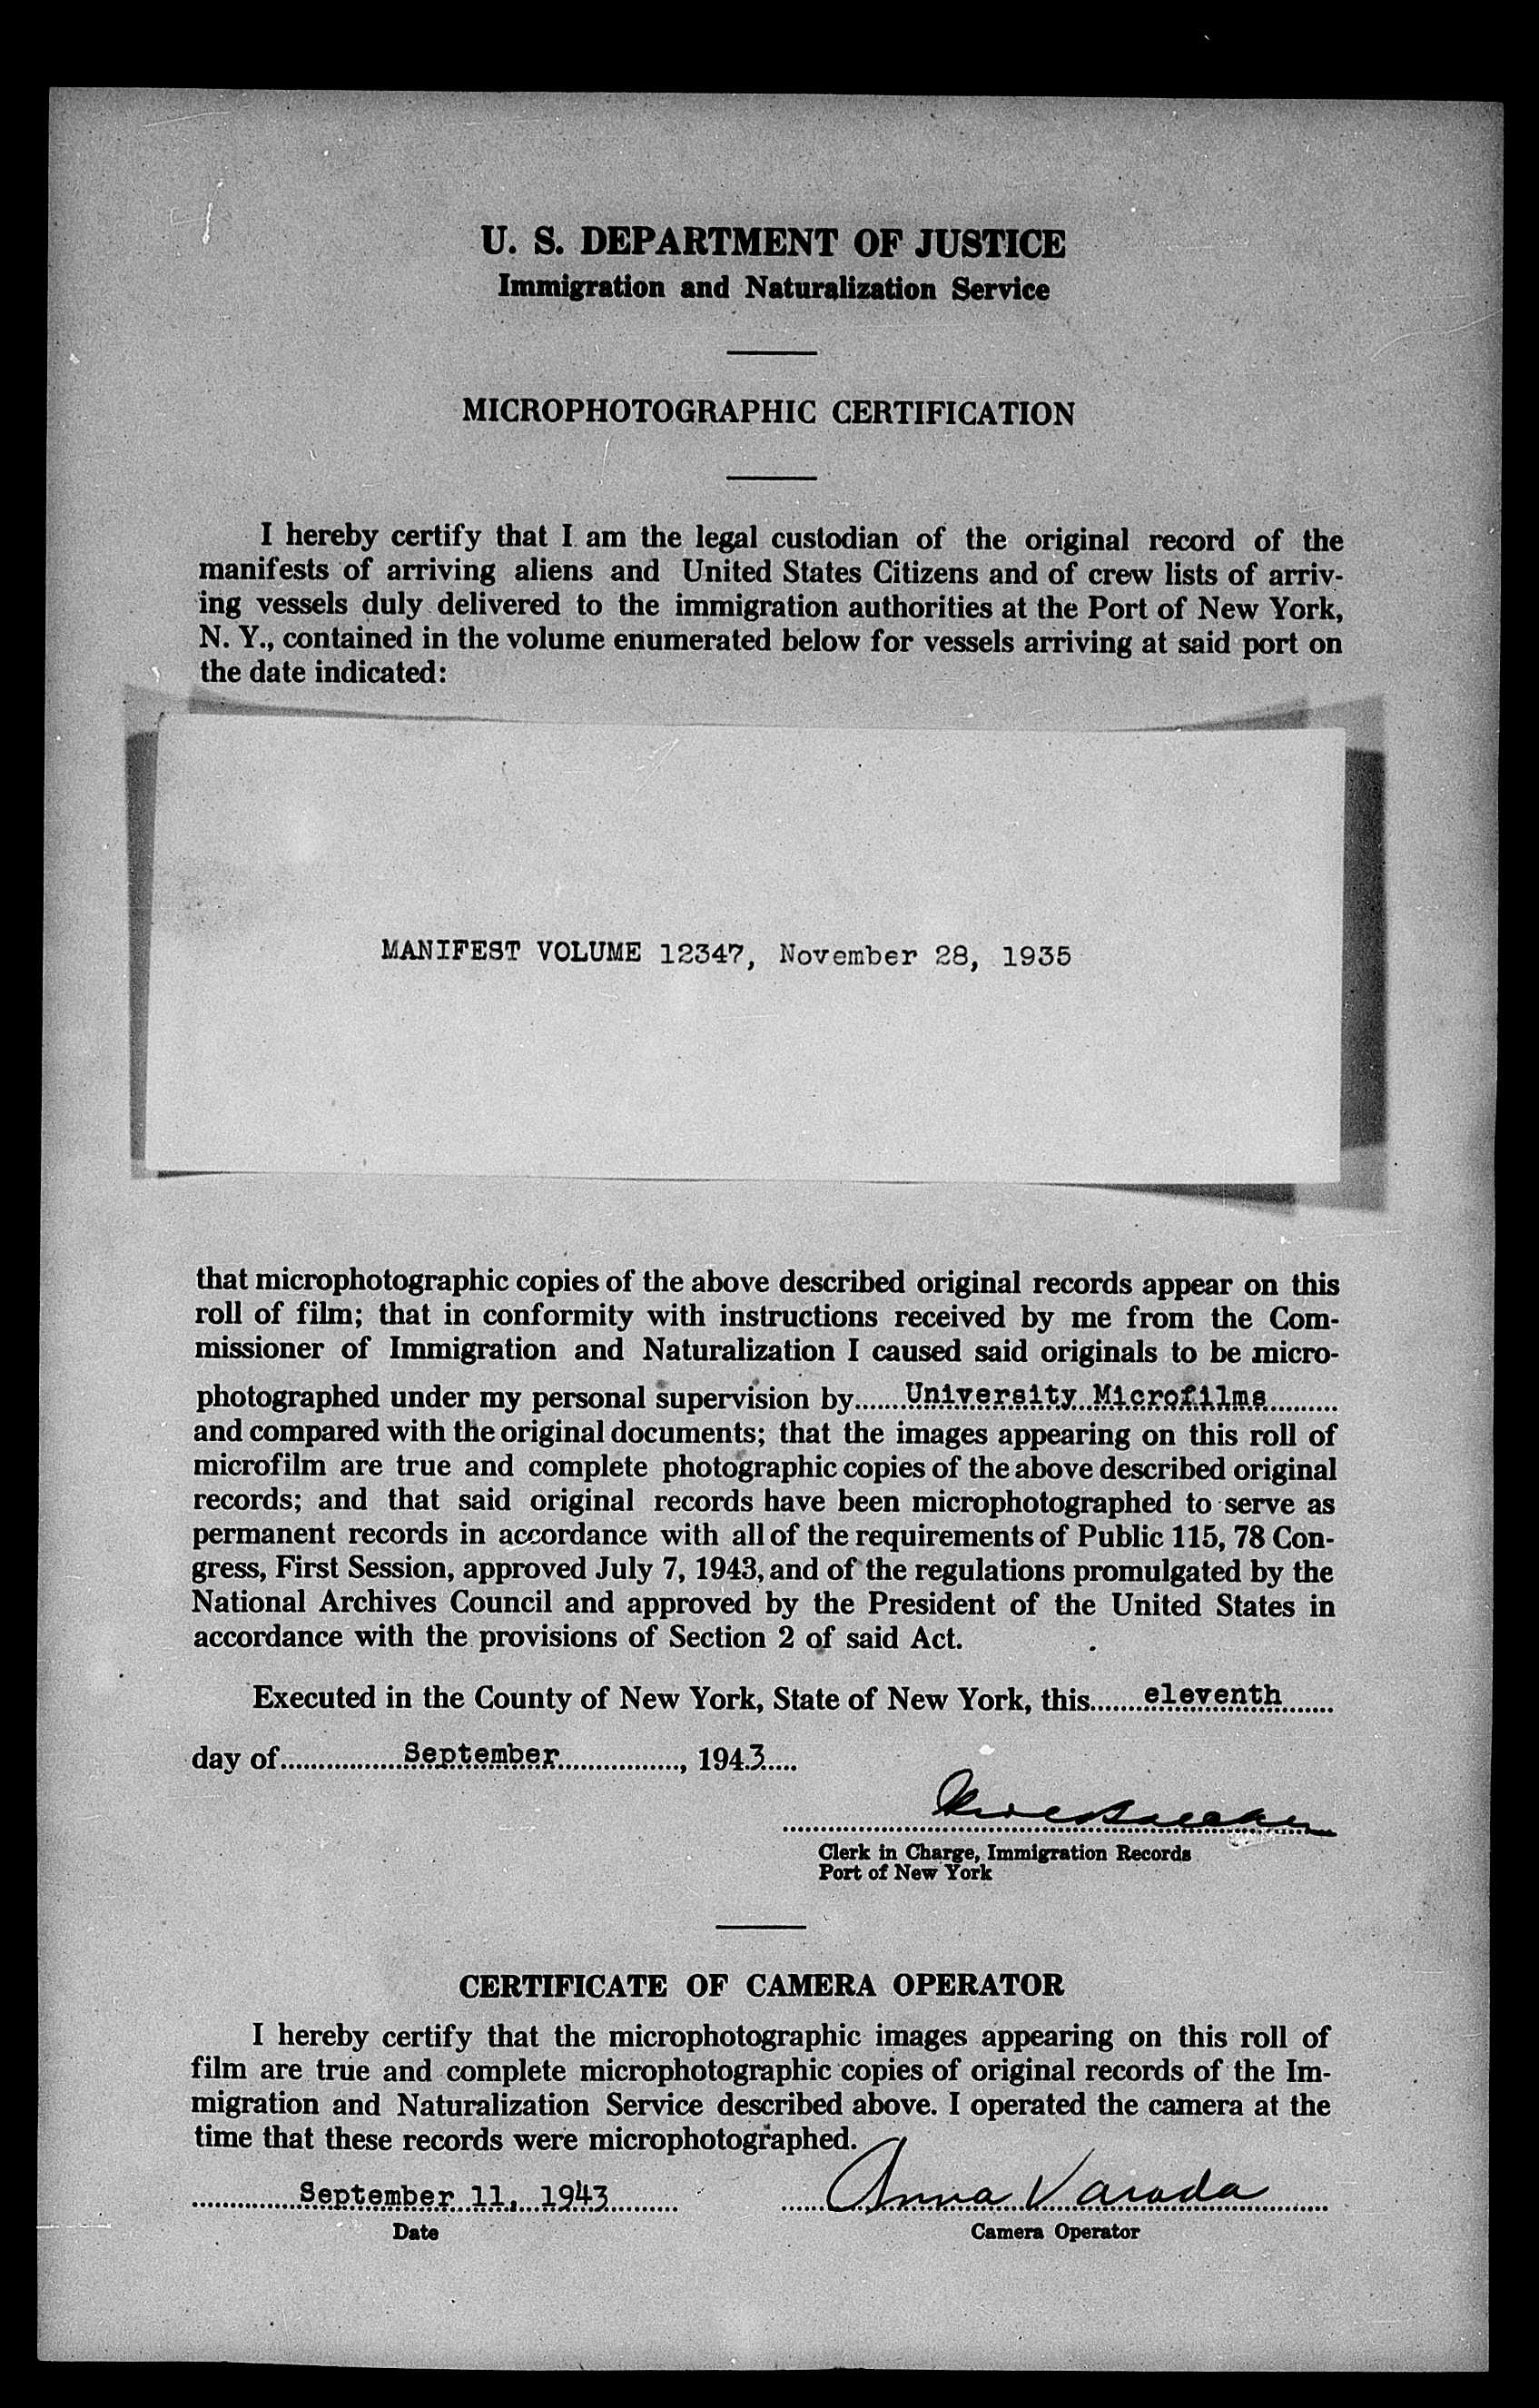 U. S. DEPARTMENT OF JUSTICE
Immigration and Naturalization Service
MICROPHOTOGRAPHIC CERTIFICATION
I hereby certify that I am the legal custodian of the original record of the
manifests of arriving aliens and United States Citizens and of crew lists of arriv-
ing vessels duly delivered to the immigration authorities at the Port of New York,
N. Y., contained in the volume enumerated below for vessels arriving at said port on
the date indicated:
MANIFEST VOLUME 12347, November 28, 1935
that microphotographic copies of the above described original records appear on this
roll of film; that in conformity with instructions received by me from the Com-
missioner of Immigration and Naturalization I caused said originals to be micro-
photographed under my personal supervision by......University Microfilms..........
and compared with the original documents; that the images appearing on this roll of
microfilm are true and complete photographic copies of the above described original
records; and that said original records have been microphotographed to serve as
permanent records in accordance with all of the requirements of Public 115, 78 Con-
gress, First Session, approved July 7, 1943, and of the regulations promulgated by the
National Archives Council and approved by the President of the United States in
accordance with the provisions of Section 2 of said Act.
Executed in the County of New York, State of New York, this.......eleventh......
day of................September................, 1943.....
Clerk in Charge, Immigration Records
Port of New York
CERTIFICATE OF CAMERA OPERATOR
I hereby certify that the microphotographic images appearing on this roll of
film are true and complete microphotographic copies of original records of the Im-
migration and Naturalization Service described above. I operated the camera at the
time that these records were microphotographed.
September 11, 1943 Anna Varada
Date Camera Operator